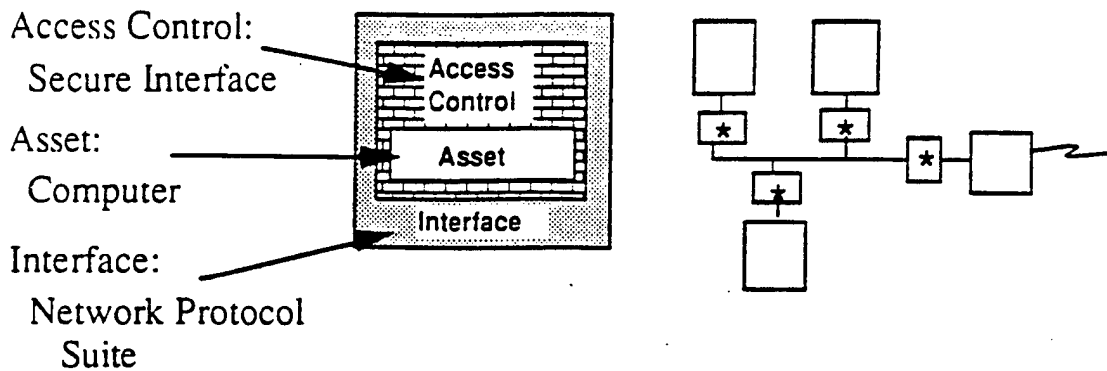 Access Control:
Secure Interface
Asset:
Computer
Interface:
Network Protocol
Suite
Access
Control
Asset
Interface
*
*
*
*